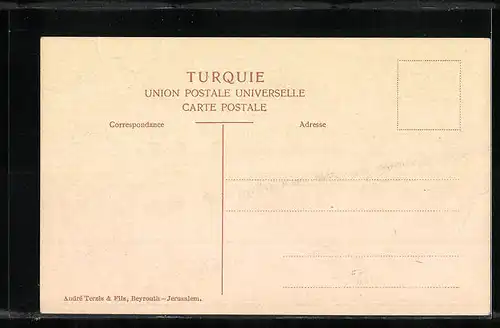 TURQUIE
UNION POSTALE UNIVERSELLE
CARTE POSTALE
Correspondance
Adresse
André Terzis & Fils, Beyrouth—Jerusalem.